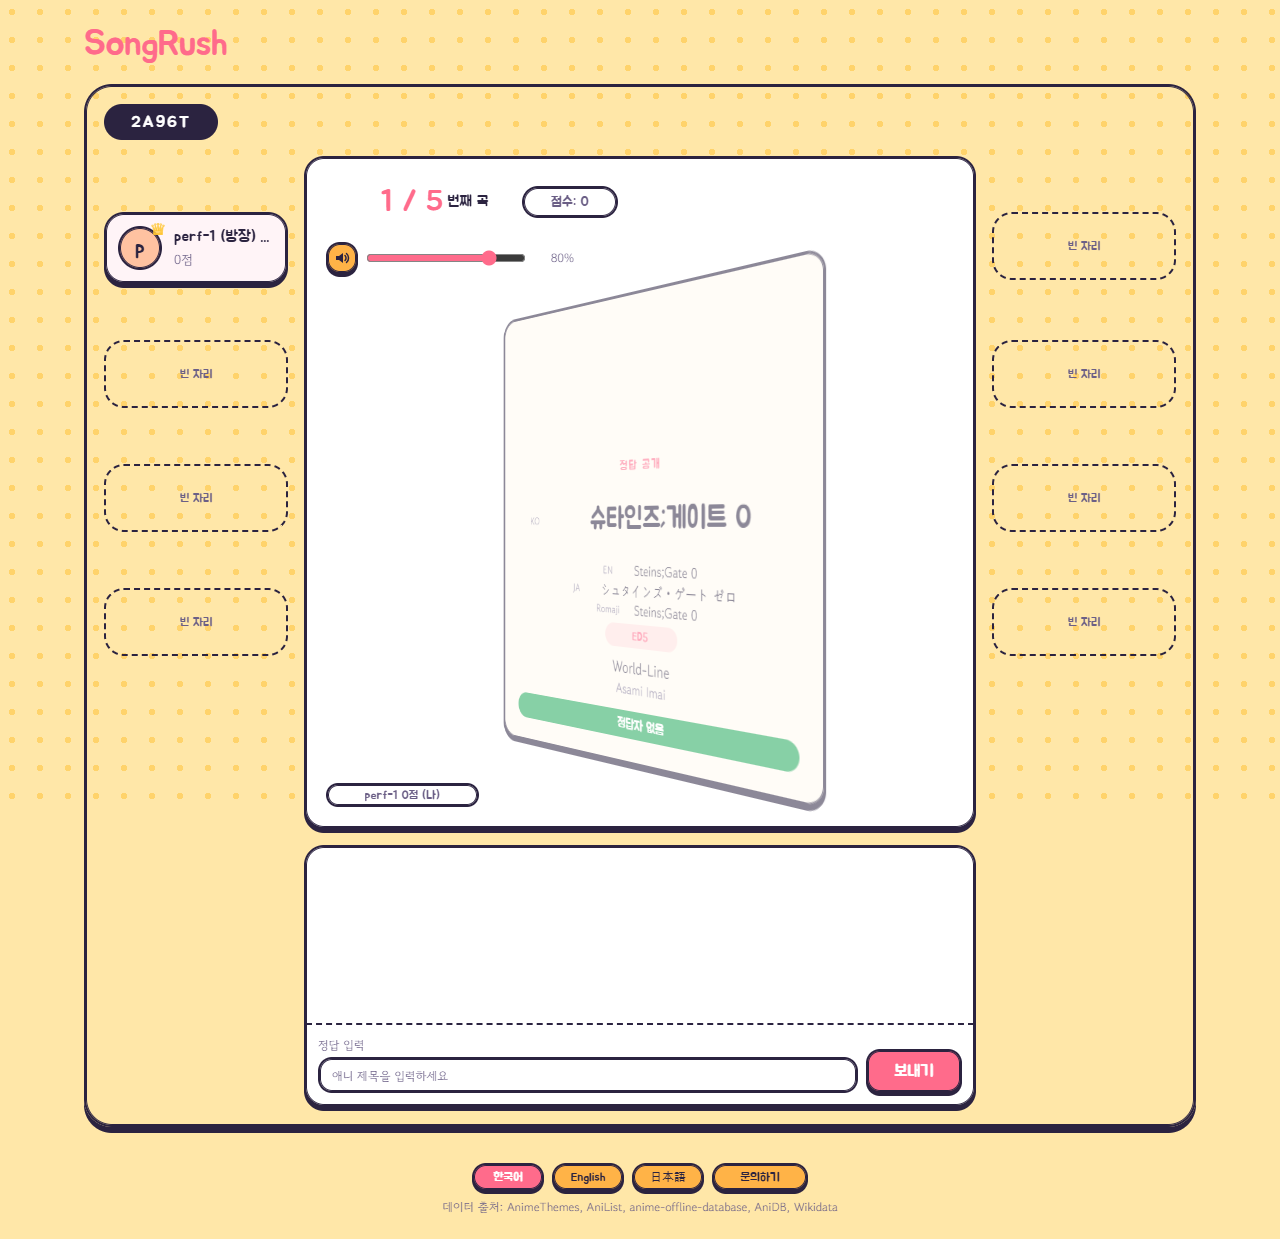 SongRush
2A96T
1 / 5 번째 곡
점수: 0
P
perf-1 (방장) ...
0점
80%
빈 자리
빈 자리
빈 자리
빈 자리
빈 자리
빈 자리
빈 자리
정답 공개
KO 슈타인즈;게이트 0
EN Steins;Gate 0
JA シュタインズ・ゲート ゼロ
Romaji Steins;Gate 0
ED5
World-Line
Asami Imai
정답자 없음
perf-1 0점 (나)
정답 입력
애니 제목을 입력하세요
보내기
한국어
English
日本語
문의하기
데이터 출처: AnimeThemes, AniList, anime-offline-database, AniDB, Wikidata